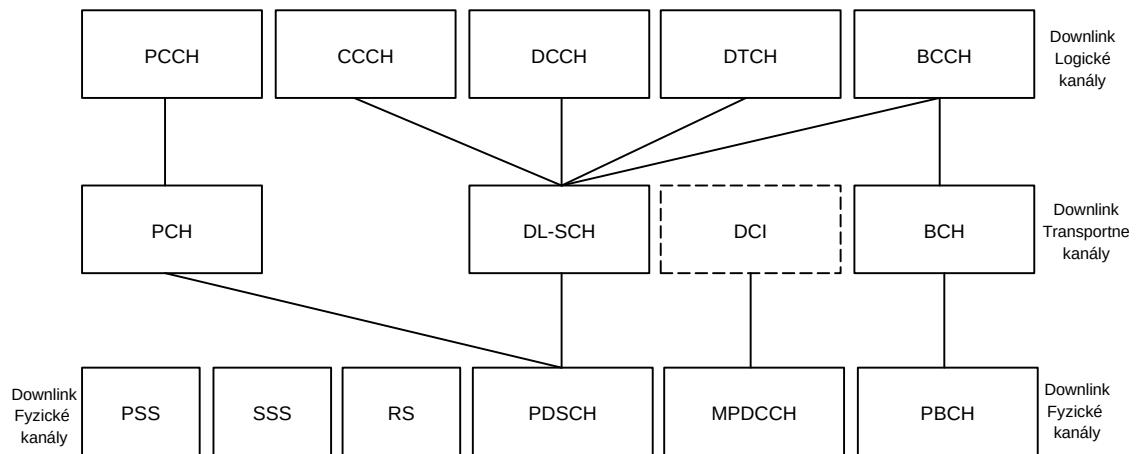 PCCH
CCCH
DCCH
DTCH
BCCH
Downlink
Logické
kanály
PCH
DL-SCH
DCI
BCH
Downlink
Transportne
kanály
Downlink
Fyzické
kanály
PSS
SSS
RS
PDSCH
MPDCCH
PBCH
Downlink
Fyzické
kanály